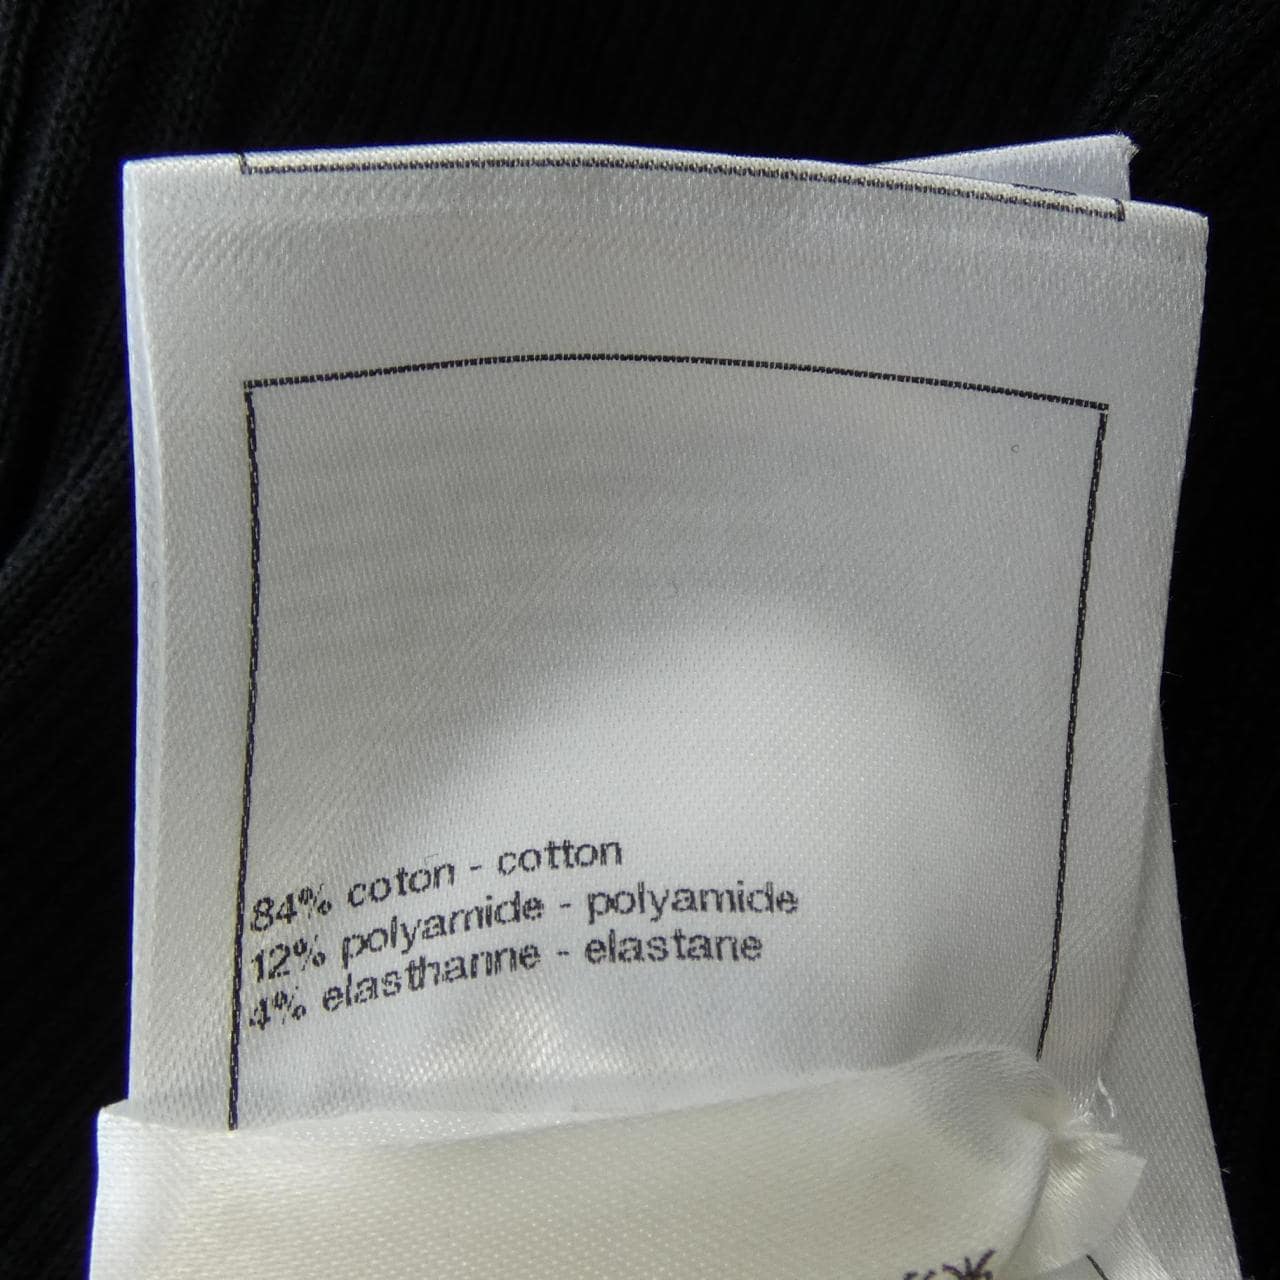 84% coton - cotton
12% polyamide - polyamide
4% elasthanne - elastane